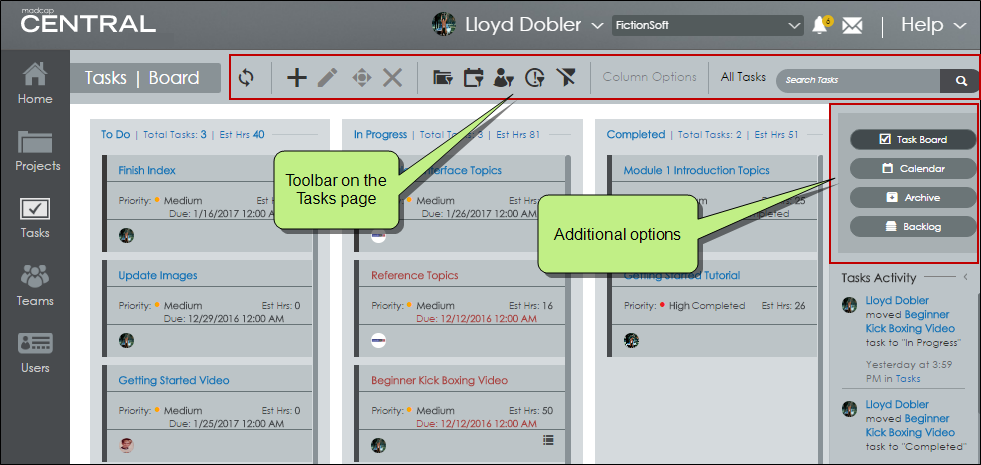 madcap
CENTRAL
Lloyd Dobler
FictionSoft
6
Help
Home
Projects
Tasks
Teams
Users
Tasks | Board
Column Options
All Tasks
Search Tasks
To Do | Total Tasks: 3 | Est Hrs 40
Finish Index
Priority: Medium
Est Hrs: 0
Due: 1/16/2017 12:00 AM
Update Images
Priority: Medium
Est Hrs: 0
Due: 12/29/2016 12:00 AM
Getting Started Video
Priority: Medium
Est Hrs: 0
Due: 1/25/2017 12:00 AM
In Progress | Total Tasks: 3 | Est Hrs 81
Interface Topics
Priority: Medium
Due: 1/26/2017 12:00 AM
Reference Topics
Priority: Medium
Est Hrs: 16
Due: 12/12/2016 12:00 AM
Beginner Kick Boxing Video
Priority: Medium
Est Hrs: 50
Due: 12/12/2016 12:00 AM
Completed | Total Tasks: 2 | Est Hrs 51
Module 1 Introduction Topics
25
Getting Started Tutorial
Priority: High Completed
Est Hrs: 26
Toolbar on the
Tasks page
Additional options
Task Board
Calendar
Archive
Backlog
Tasks Activity
Lloyd Dobler
moved Beginner
Kick Boxing Video
task to "In Progress"
Yesterday at 3:59
PM in Tasks
Lloyd Dobler
moved Beginner
Kick Boxing Video
task to "Completed"